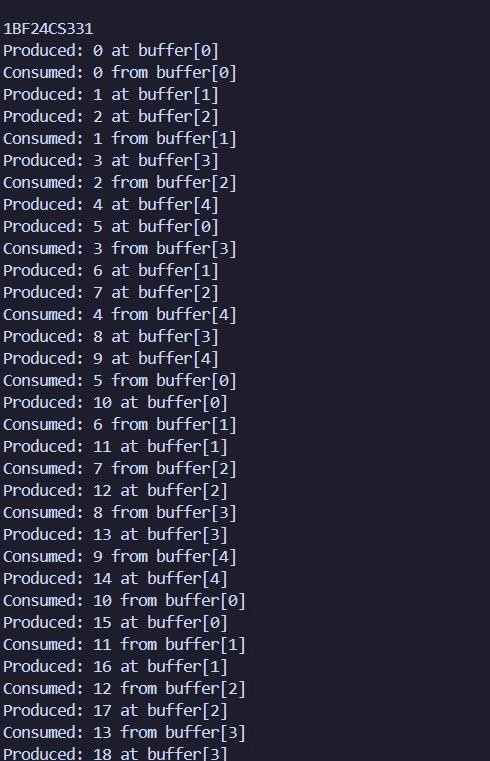 1BF24CS331
Produced: 0 at buffer[0]
Consumed: 0 from buffer[0]
Produced: 1 at buffer[1]
Produced: 2 at buffer[2]
Consumed: 1 from buffer[1]
Produced: 3 at buffer[3]
Consumed: 2 from buffer[2]
Produced: 4 at buffer[4]
Produced: 5 at buffer[0]
Consumed: 3 from buffer[3]
Produced: 6 at buffer[1]
Produced: 7 at buffer[2]
Consumed: 4 from buffer[4]
Produced: 8 at buffer[3]
Produced: 9 at buffer[4]
Consumed: 5 from buffer[0]
Produced: 10 at buffer[0]
Consumed: 6 from buffer[1]
Produced: 11 at buffer[1]
Consumed: 7 from buffer[2]
Produced: 12 at buffer[2]
Consumed: 8 from buffer[3]
Produced: 13 at buffer[3]
Consumed: 9 from buffer[4]
Produced: 14 at buffer[4]
Consumed: 10 from buffer[0]
Produced: 15 at buffer[0]
Consumed: 11 from buffer[1]
Produced: 16 at buffer[1]
Consumed: 12 from buffer[2]
Produced: 17 at buffer[2]
Consumed: 13 from buffer[3]
Produced: 18 at buffer[3]